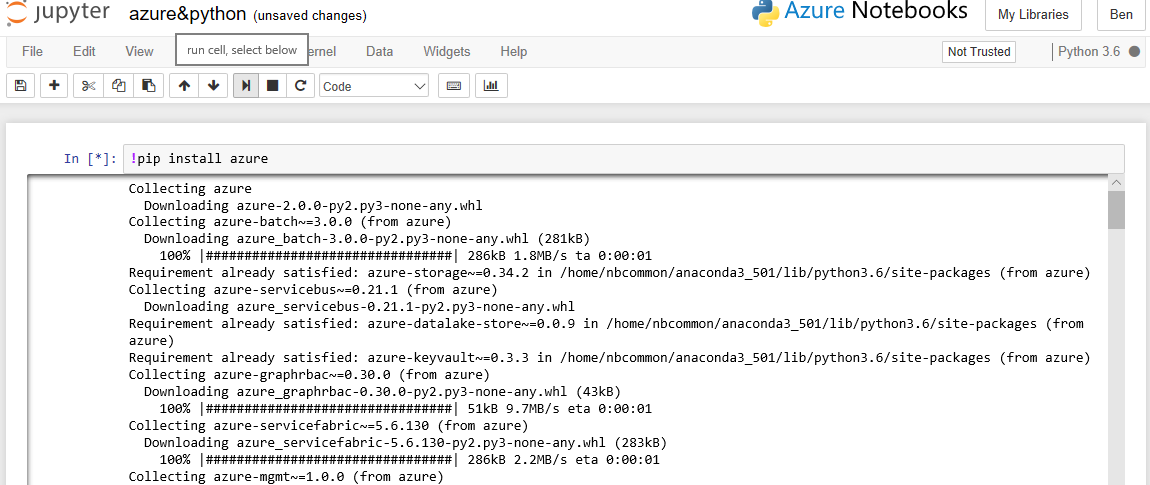 jupyter azure&python (unsaved changes) Azure Notebooks My Libraries Ben
File Edit View run cell, select below ernel Data Widgets Help Not Trusted Python 3.6
Code
In [*]: !pip install azure
Collecting azure
Downloading azure-2.0.0-py2.py3-none-any.whl
Collecting azure-batch~=3.0.0 (from azure)
Downloading azure_batch-3.0.0-py2.py3-none-any.whl (281kB)
100% |################################| 286kB 1.8MB/s ta 0:00:01
Requirement already satisfied: azure-storage~=0.34.2 in /home/nbcommon/anaconda3_501/lib/python3.6/site-packages (from azure)
Collecting azure-servicebus~=0.21.1 (from azure)
Downloading azure_servicebus-0.21.1-py2.py3-none-any.whl
Requirement already satisfied: azure-datalake-store~=0.0.9 in /home/nbcommon/anaconda3_501/lib/python3.6/site-packages (from
azure)
Requirement already satisfied: azure-keyvault~=0.3.3 in /home/nbcommon/anaconda3_501/lib/python3.6/site-packages (from azure)
Collecting azure-graphrbac~=0.30.0 (from azure)
Downloading azure_graphrbac-0.30.0-py2.py3-none-any.whl (43kB)
100% |################################| 51kB 9.7MB/s eta 0:00:01
Collecting azure-servicefabric~=5.6.130 (from azure)
Downloading azure_servicefabric-5.6.130-py2.py3-none-any.whl (283kB)
100% |################################| 286kB 2.2MB/s eta 0:00:01
Collecting azure-mgmt~=1.0.0 (from azure)